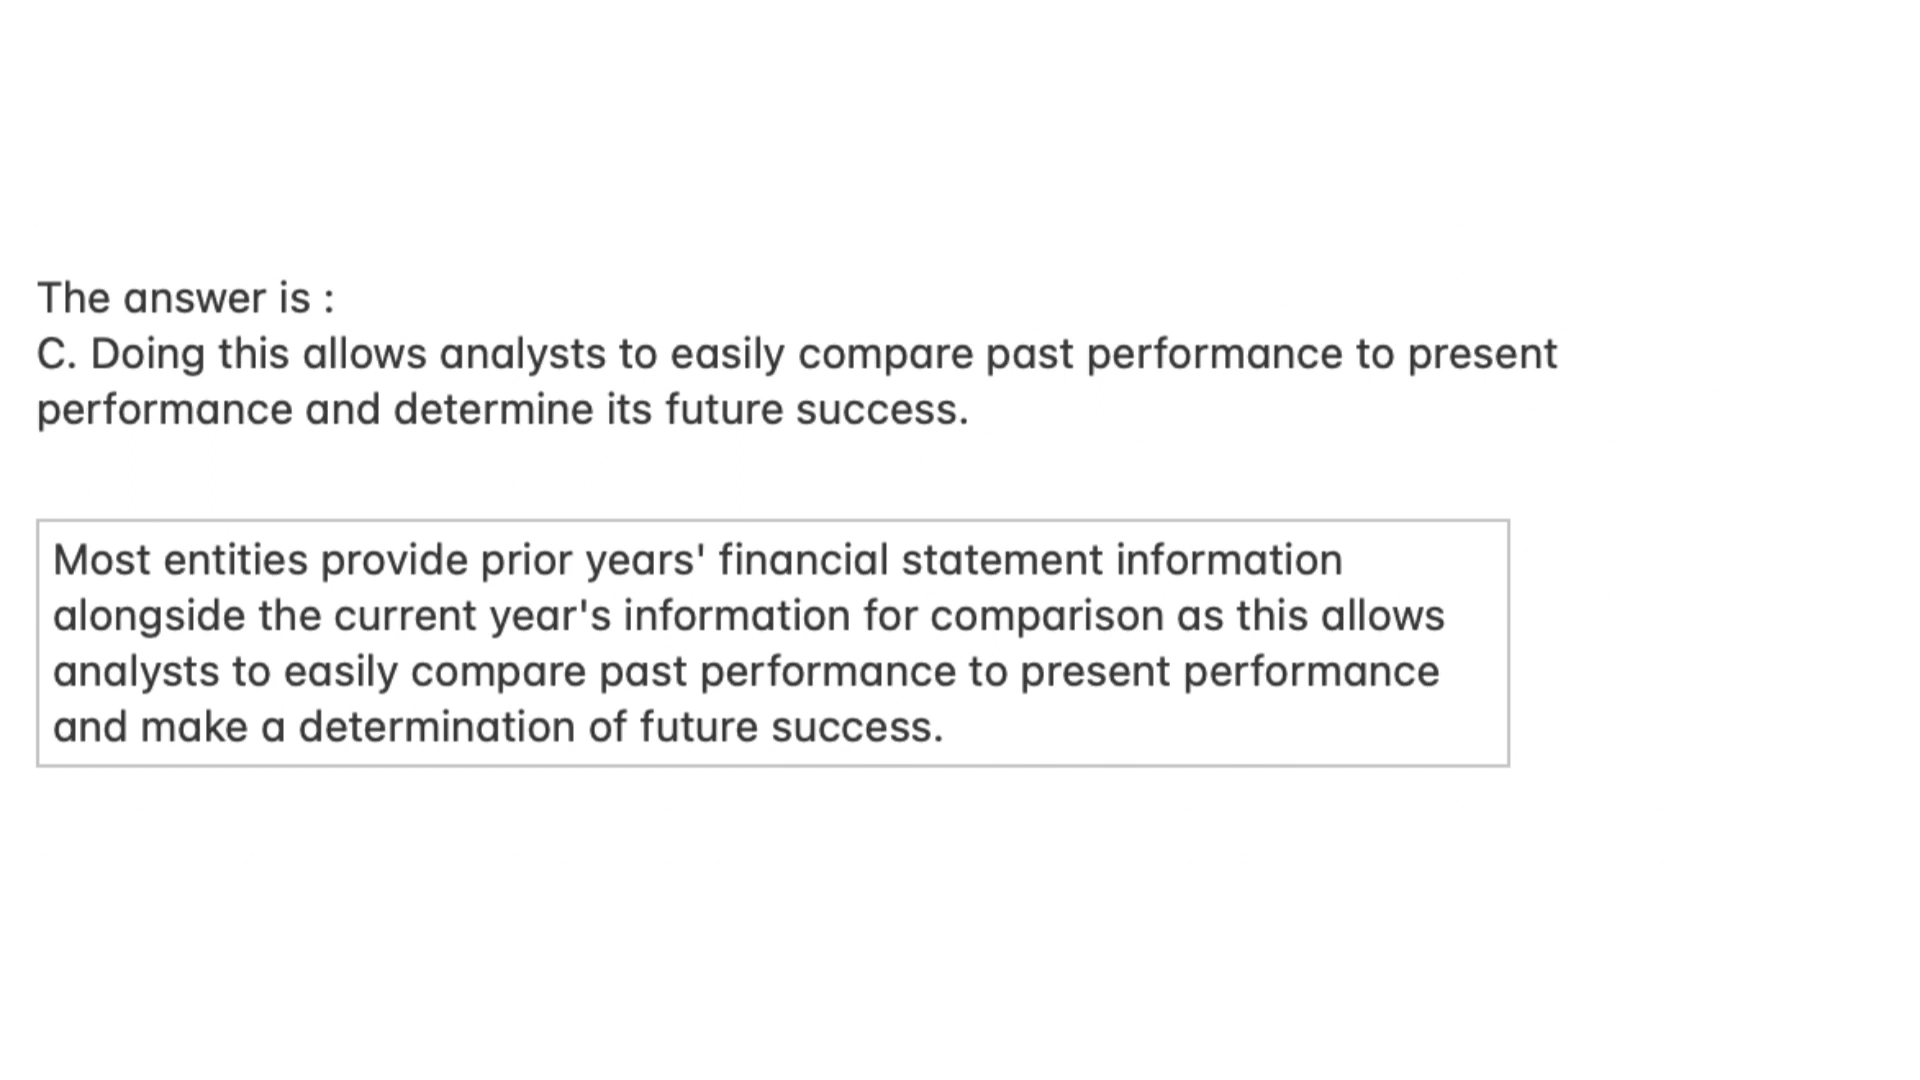 The answer is :
C. Doing this allows analysts to easily compare past performance to present
performance and determine its future success.
Most entities provide prior years' financial statement information
alongside the current year's information for comparison as this allows
analysts to easily compare past performance to present performance
and make a determination of future success.